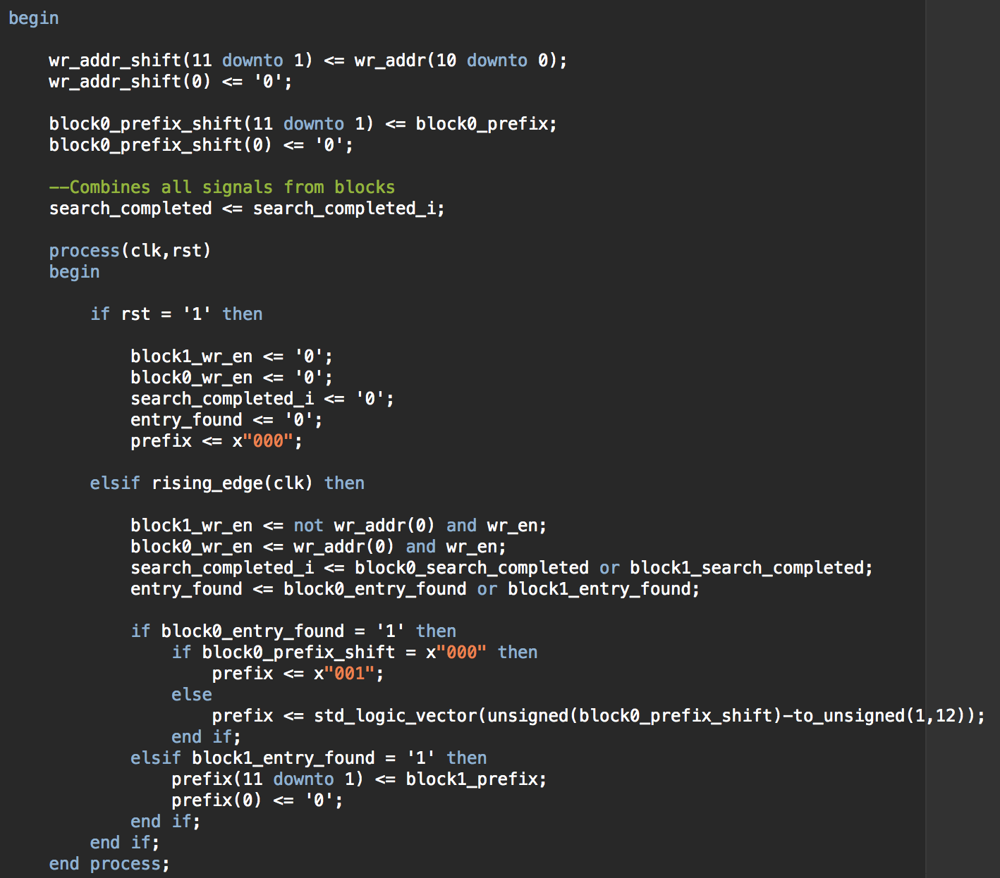 begin
wr_addr_shift(11 downto 1) <= wr_addr(10 downto 0);
wr_addr_shift(0) <= '0';
block0_prefix_shift(11 downto 1) <= block0_prefix;
block0_prefix_shift(0) <= '0';
--Combines all signals from blocks
search_completed <= search_completed_i;
process(clk,rst)
begin
if rst = '1' then
block1_wr_en <= '0';
block0_wr_en <= '0';
search_completed_i <= '0';
entry_found <= '0';
prefix <= x"000";
elsif rising_edge(clk) then
block1_wr_en <= not wr_addr(0) and wr_en;
block0_wr_en <= wr_addr(0) and wr_en;
search_completed_i <= block0_search_completed or block1_search_completed;
entry_found <= block0_entry_found or block1_entry_found;
if block0_entry_found = '1' then
if block0_prefix_shift = x"000" then
prefix <= x"001";
else
prefix <= std_logic_vector(unsigned(block0_prefix_shift)-to_unsigned(1,12));
end if;
elsif block1_entry_found = '1' then
prefix(11 downto 1) <= block1_prefix;
prefix(0) <= '0';
end if;
end if;
end process;